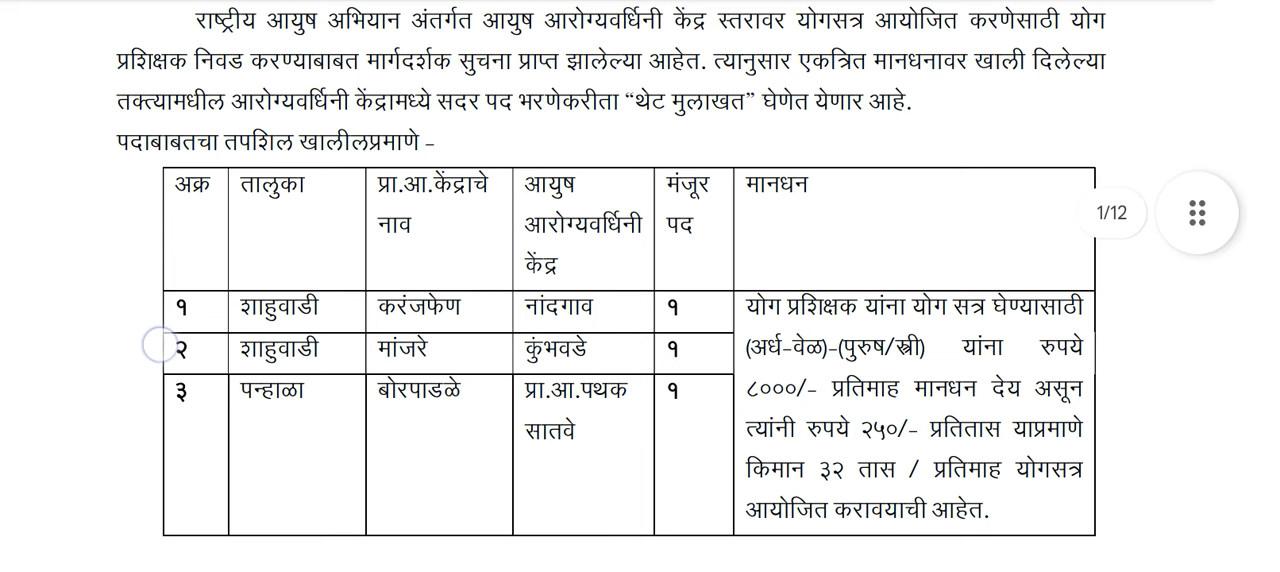 राष्ट्रीय आयुष अभियान अंतर्गत आयुष आरोग्यवर्धिनी केंद्र स्तरावर योगसत्र आयोजित करणेसाठी योग
प्रशिक्षक निवड करण्याबाबत मार्गदर्शक सुचना प्राप्त झालेल्या आहेत. त्यानुसार एकत्रित मानधनावर खाली दिलेल्या
तक्त्यामधील आरोग्यवर्धिनी केंद्रामध्ये सदर पद भरणेकरीता “थेट मुलाखत” घेणेत येणार आहे.
पदाबाबतचा तपशिल खालीलप्रमाणे -
अक्र तालुका प्रा.आ.केंद्राचे आयुष मंजूर मानधन
नाव आरोग्यवर्धिनी पद
केंद्र
1/12
१ शाहुवाडी करंजफेण नांदगाव १ योग प्रशिक्षक यांना योग सत्र घेण्यासाठी
२ शाहुवाडी मांजरे कुंभवडे १ (अर्ध-वेळ)-(पुरुष/स्त्री) यांना रुपये
३ पन्हाळा बोरपाडळे प्रा.आ.पथक १ ८०००/- प्रतिमाह मानधन देय असून
सातवे त्यांनी रुपये २५०/- प्रतितास याप्रमाणे
किमान ३२ तास / प्रतिमाह योगसत्र
आयोजित करावयाची आहेत.